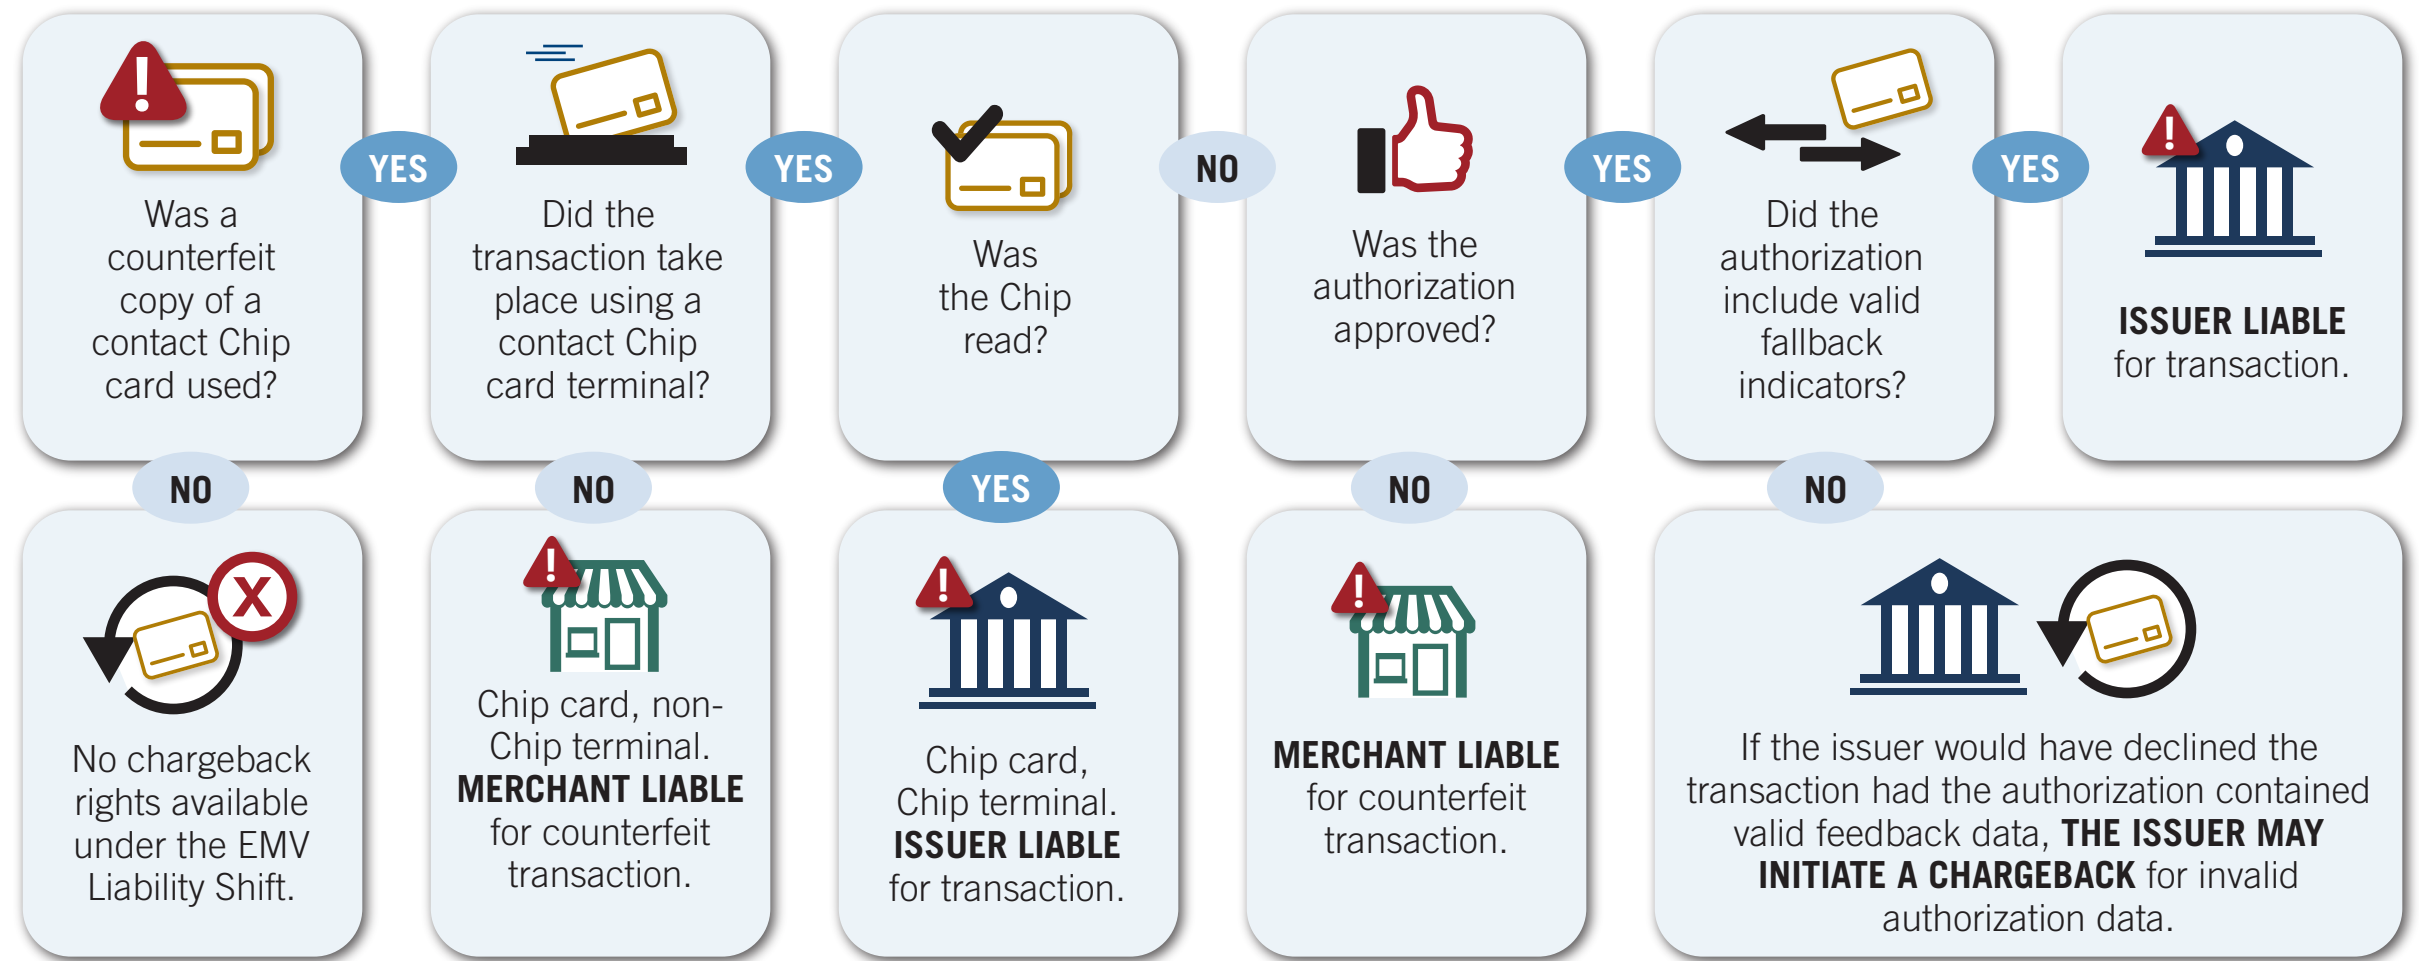 !
Was a
counterfeit
copy of a
contact Chip
card used?
YES
Did the
transaction take
place using a
contact Chip
card terminal?
YES
Was
the Chip
read?
NO
Was the
authorization
approved?
YES
Did the
authorization
include valid
fallback
indicators?
YES
!
ISSUER LIABLE
for transaction.
NO
X
No chargeback
rights available
under the EMV
Liability Shift.
NO
!
Chip card, non-
Chip terminal.
MERCHANT LIABLE
for counterfeit
transaction.
YES
!
Chip card,
Chip terminal.
ISSUER LIABLE
for transaction.
NO
!
MERCHANT LIABLE
for counterfeit
transaction.
NO
If the issuer would have declined the
transaction had the authorization contained
valid feedback data, THE ISSUER MAY
INITIATE A CHARGEBACK for invalid
authorization data.